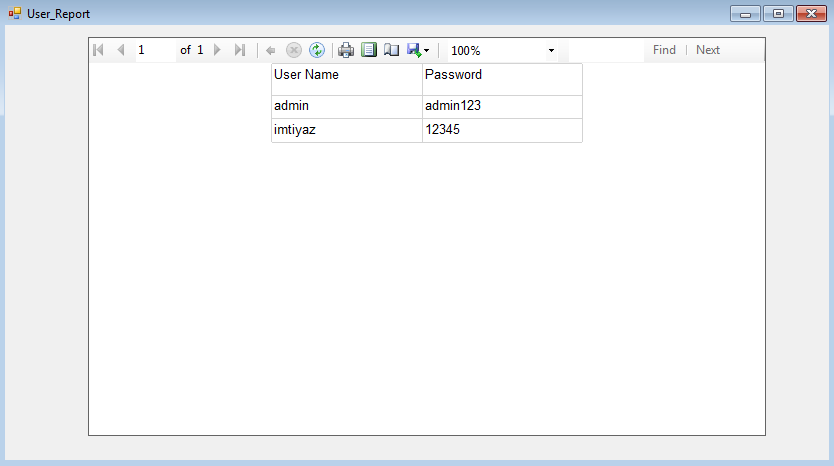 User_Report
1 of 1 100% Find Next
User Name Password
admin admin123
imtiyaz 12345